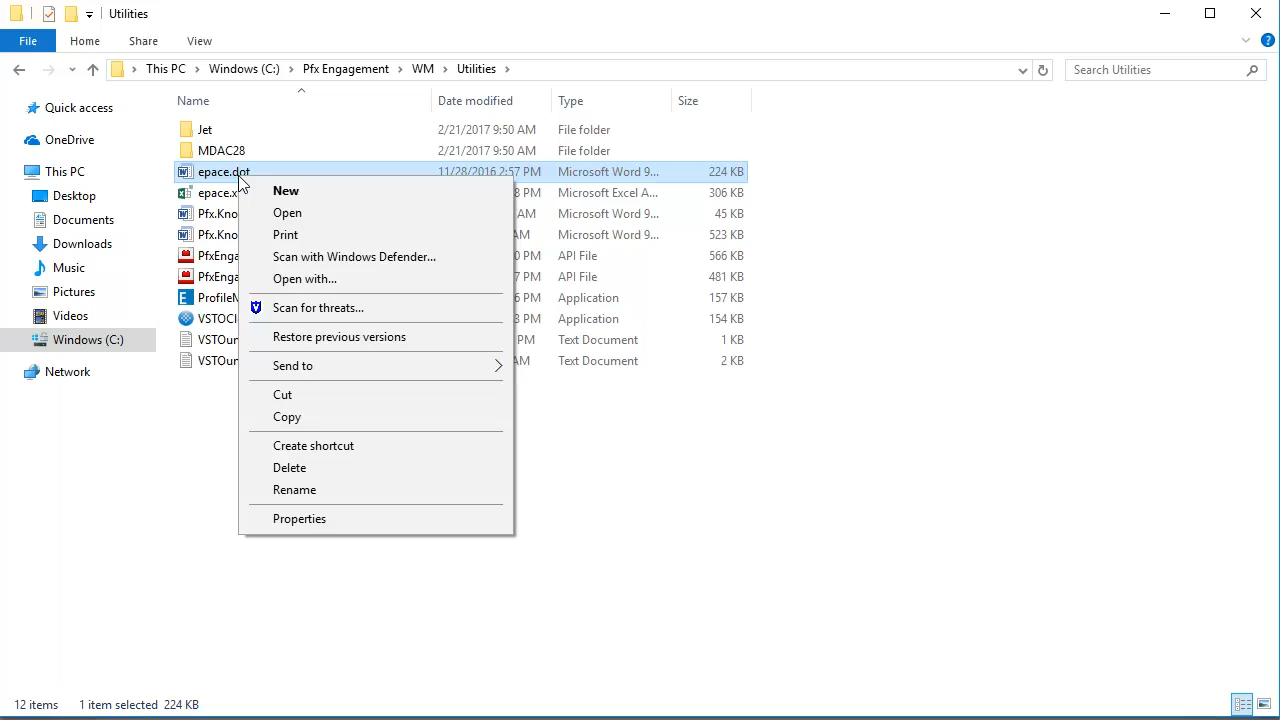 Utilities
File Home Share View
This PC Windows (C:) Pfx Engagement WM Utilities Search Utilities
Name Date modified Type Size
Quick access
OneDrive
This PC
Desktop
Documents
Downloads
Music
Pictures
Videos
Windows (C:)
Network
Jet 2/21/2017 9:50 AM File folder
MDAC28 2/21/2017 9:50 AM File folder
epace.dot 11/28/2016 2:57 PM Microsoft Word 9... 224 KB
epace.x 8 PM Microsoft Excel A... 306 KB
Pfx.Kno AM Microsoft Word 9... 45 KB
Pfx.Kno AM Microsoft Word 9... 523 KB
PfxEnga 0 PM API File 566 KB
PfxEnga 7 PM API File 481 KB
ProfileM 6 PM Application 157 KB
VSTOCl 8 PM Application 154 KB
VSTOun PM Text Document 1 KB
VSTOun AM Text Document 2 KB
New
Open
Print
Scan with Windows Defender...
Open with...
Scan for threats...
Restore previous versions
Send to
Cut
Copy
Create shortcut
Delete
Rename
Properties
12 items 1 item selected 224 KB